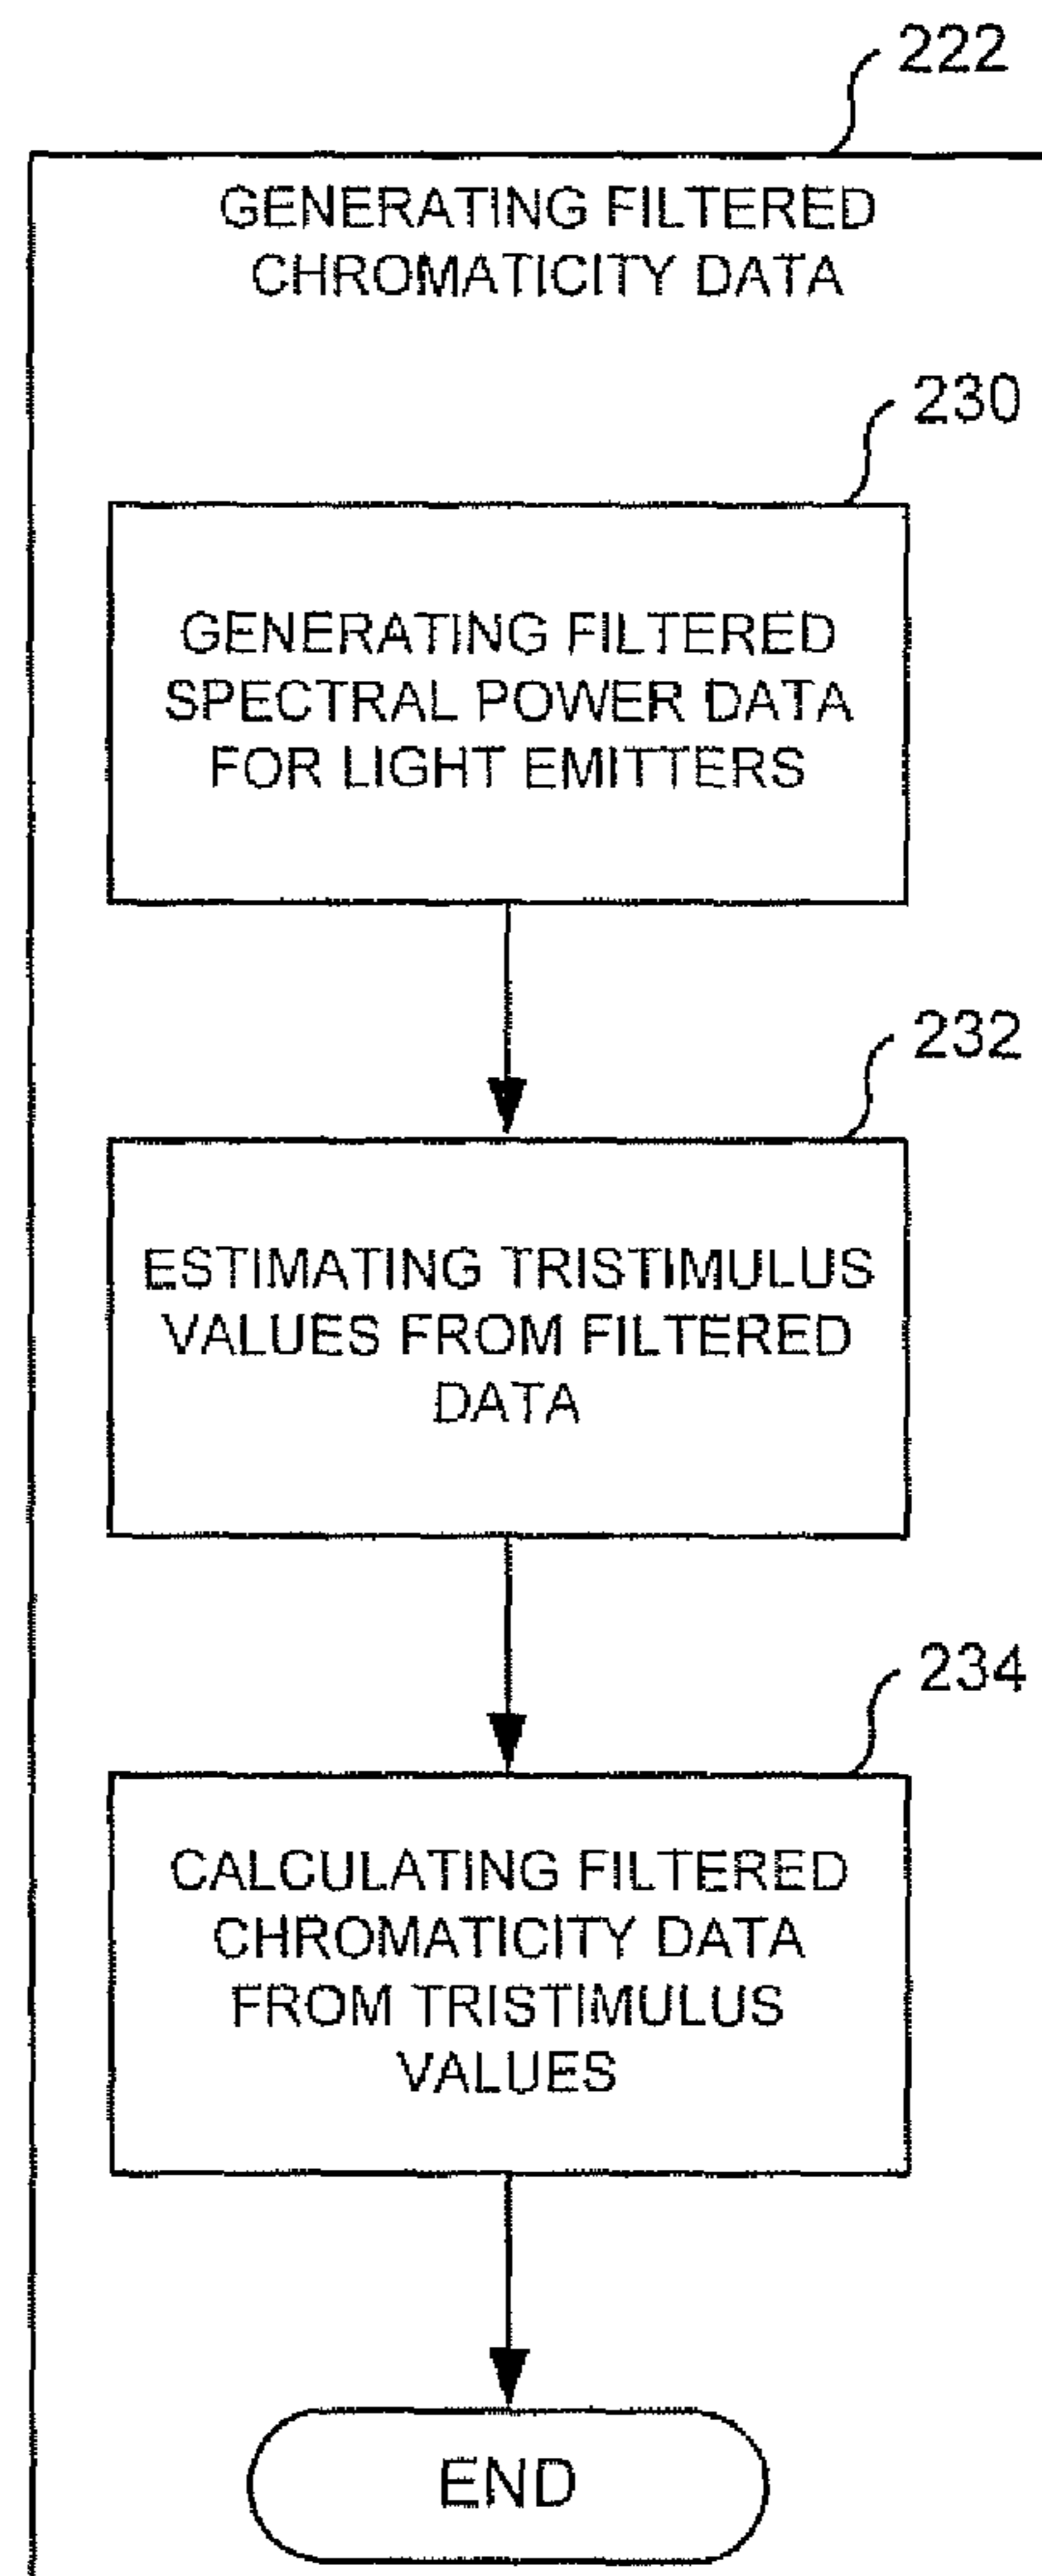 222
GENERATING FILTERED
CHROMATICITY DATA
230
GENERATING FILTERED
SPECTRAL POWER DATA
FOR LIGHT EMITTERS
232
ESTIMATING TRISTIMULUS
VALUES FROM FILTERED
DATA
234
CALCULATING FILTERED
CHROMATICITY DATA
FROM TRISTIMULUS
VALUES
END